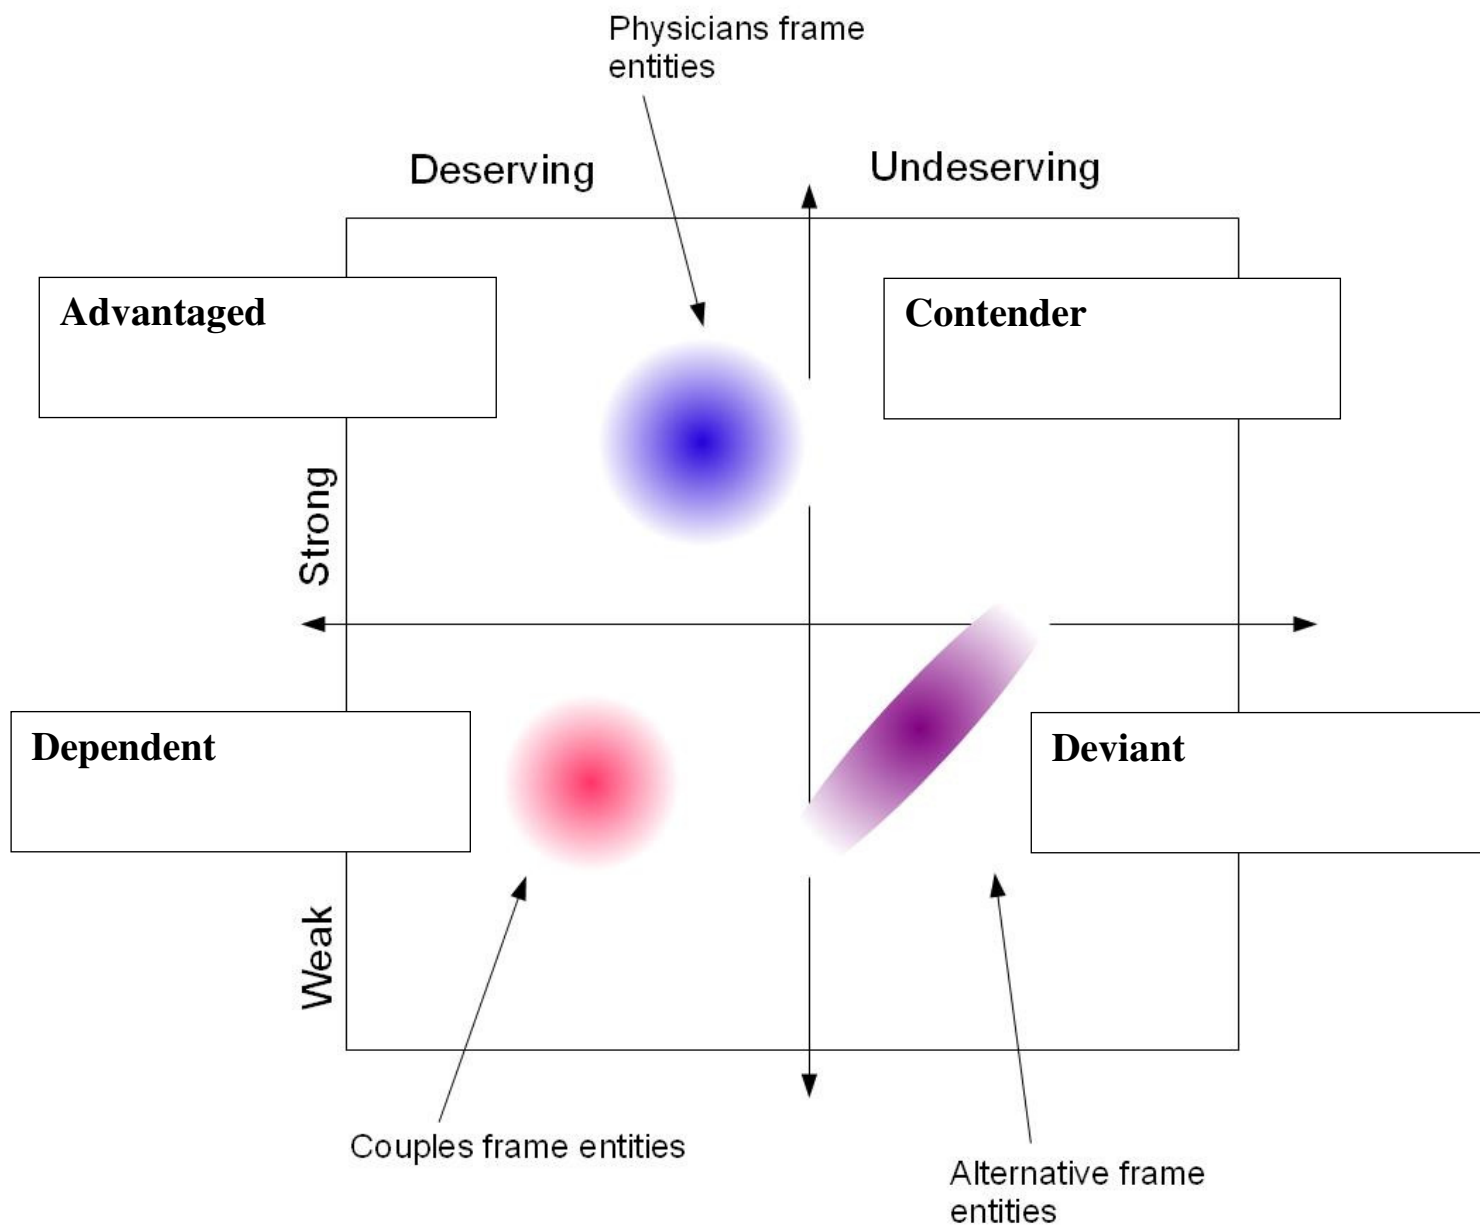 Physicians frame
entities
Deserving
Undeserving
Advantaged
Contender
Strong
Dependent
Deviant
Weak
Couples frame entities
Alternative frame
entities